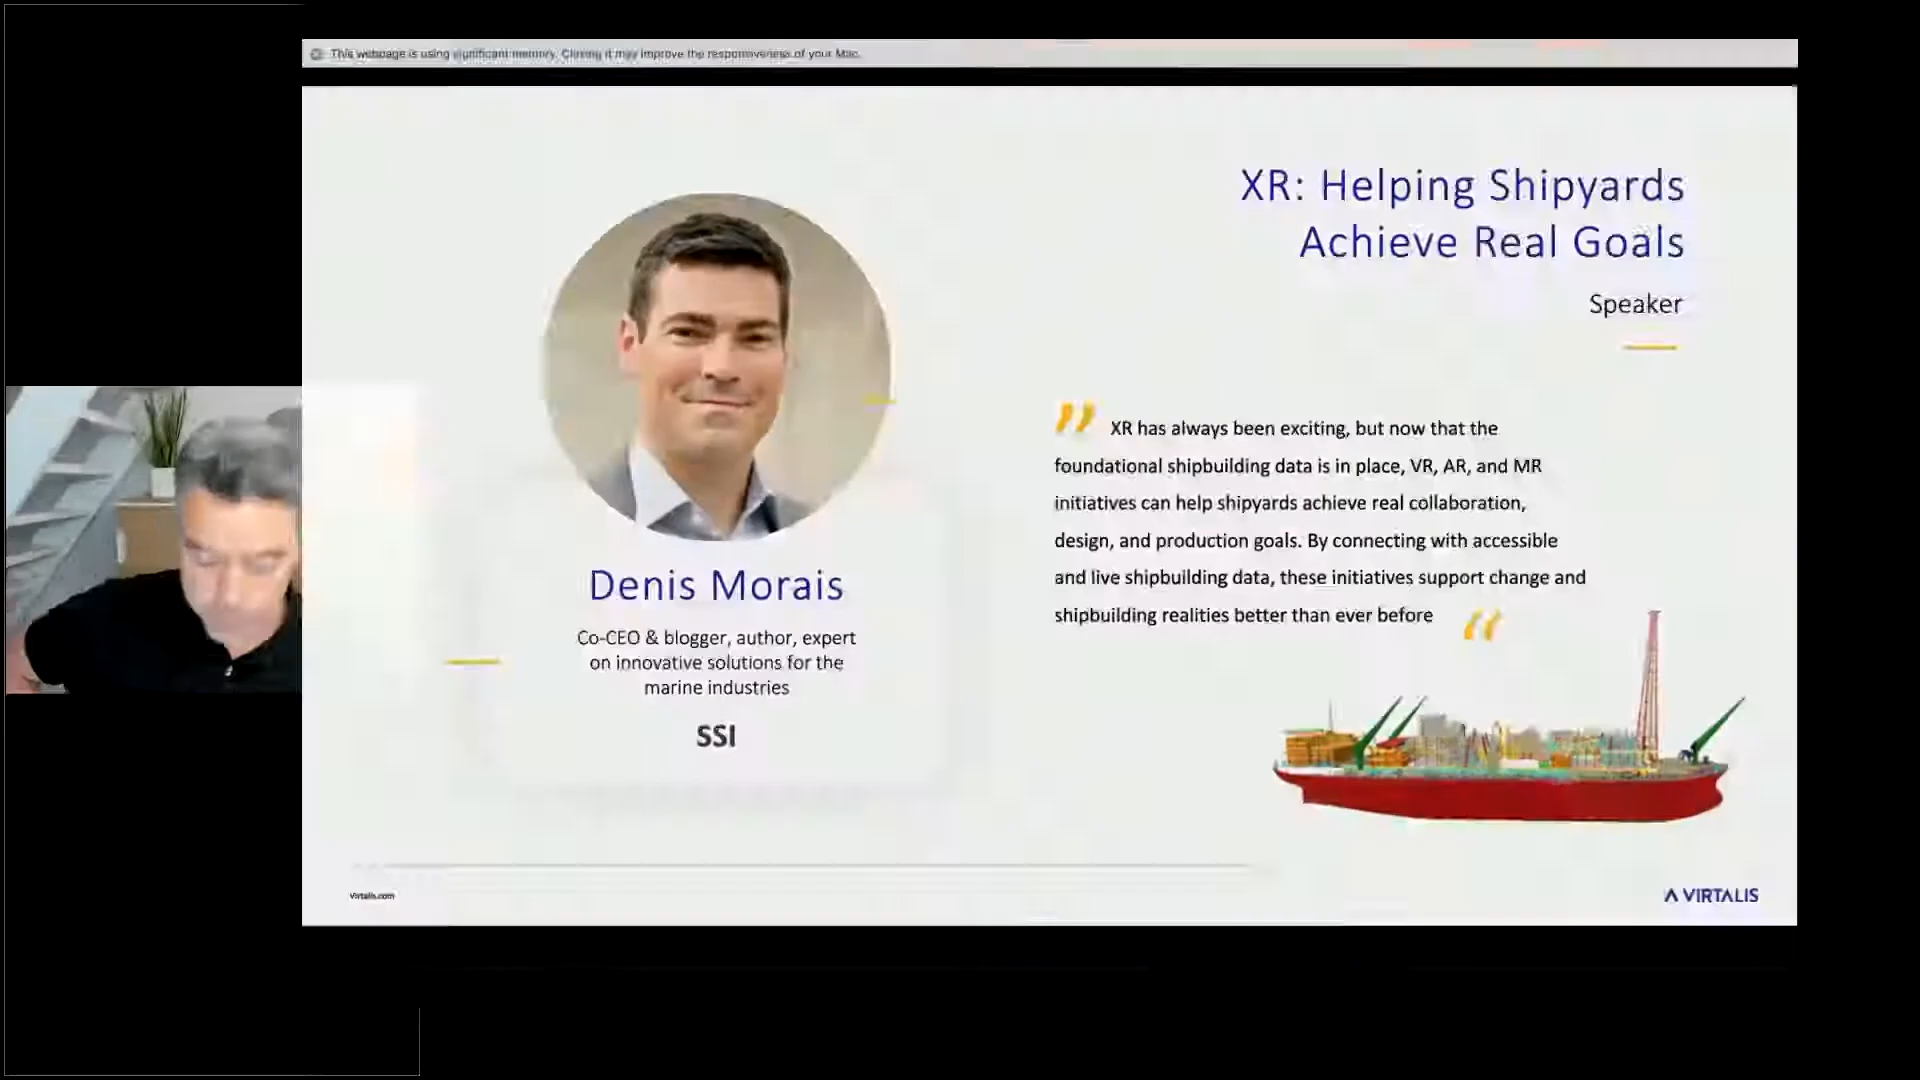 This webpage is using significant memory. Closing it may improve the responsiveness of your Mac.
XR: Helping Shipyards
Achieve Real Goals
Speaker
Denis Morais
Co-CEO & blogger, author, expert
on innovative solutions for the
marine industries
SSI
” XR has always been exciting, but now that the
foundational shipbuilding data is in place, VR, AR, and MR
initiatives can help shipyards achieve real collaboration,
design, and production goals. By connecting with accessible
and live shipbuilding data, these initiatives support change and
shipbuilding realities better than ever before “
Virtalis.com
VIRTALIS